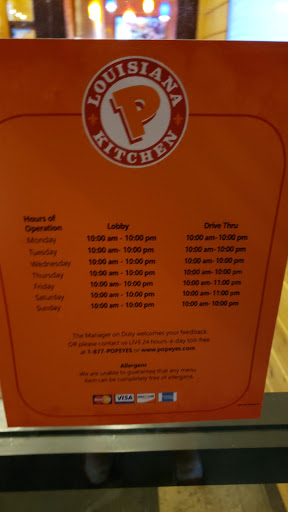 LOUISIANA
P
KITCHEN
Hours of
Operation Lobby Drive Thru
Monday 10:00 am - 10:00 pm 10:00 am- 10:00 pm
Tuesday 10:00 am - 10:00 pm 10:00 am- 10:00 pm
Wednesday 10:00 am - 10:00 pm 10:00 am- 10:00 pm
Thursday 10:00 am - 10:00 pm 10:00 am- 10:00 pm
Friday 10:00 am - 10:00 pm 10:00 am- 11:00 pm
Saturday 10:00 am - 10:00 pm 10:00 am- 11:00 pm
Sunday 10:00 am - 10:00 pm 10:00 am- 10:00 pm
The Manager on Duty welcomes your feedback
OR please contact us LIVE 24 hours a day toll-free
at 1-877-POPEYES or www.popeyes.com
Allergens
We are unable to guarantee that any menu
item can be completely free of allergens.
VISA